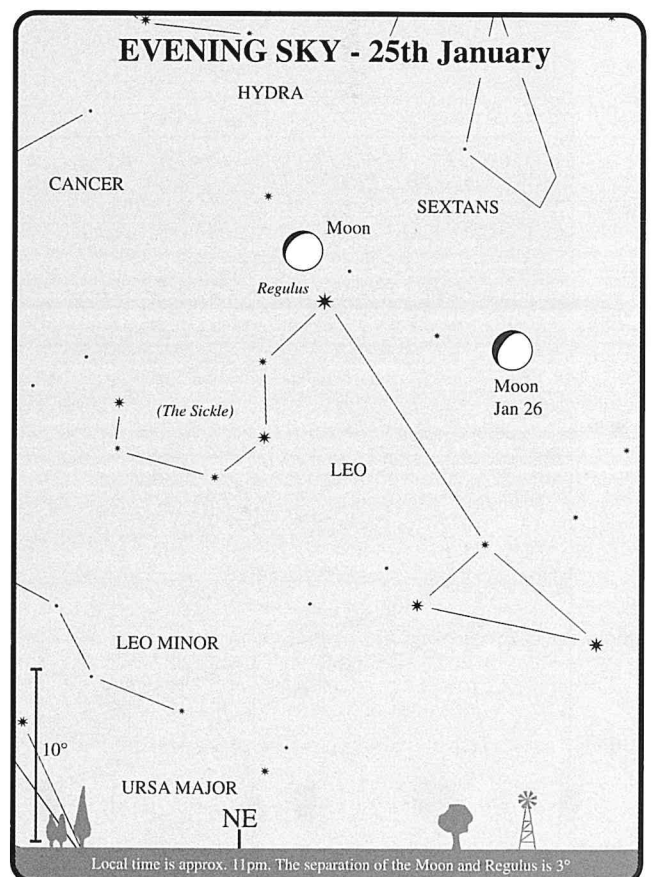 EVENING SKY - 25th January
HYDRA
CANCER
SEXTANS
Moon
Regulus
Moon
Jan 26
(The Sickle)
LEO
LEO MINOR
10°
URSA MAJOR
NE
Local time is approx. 11pm. The separation of the Moon and Regulus is 3°